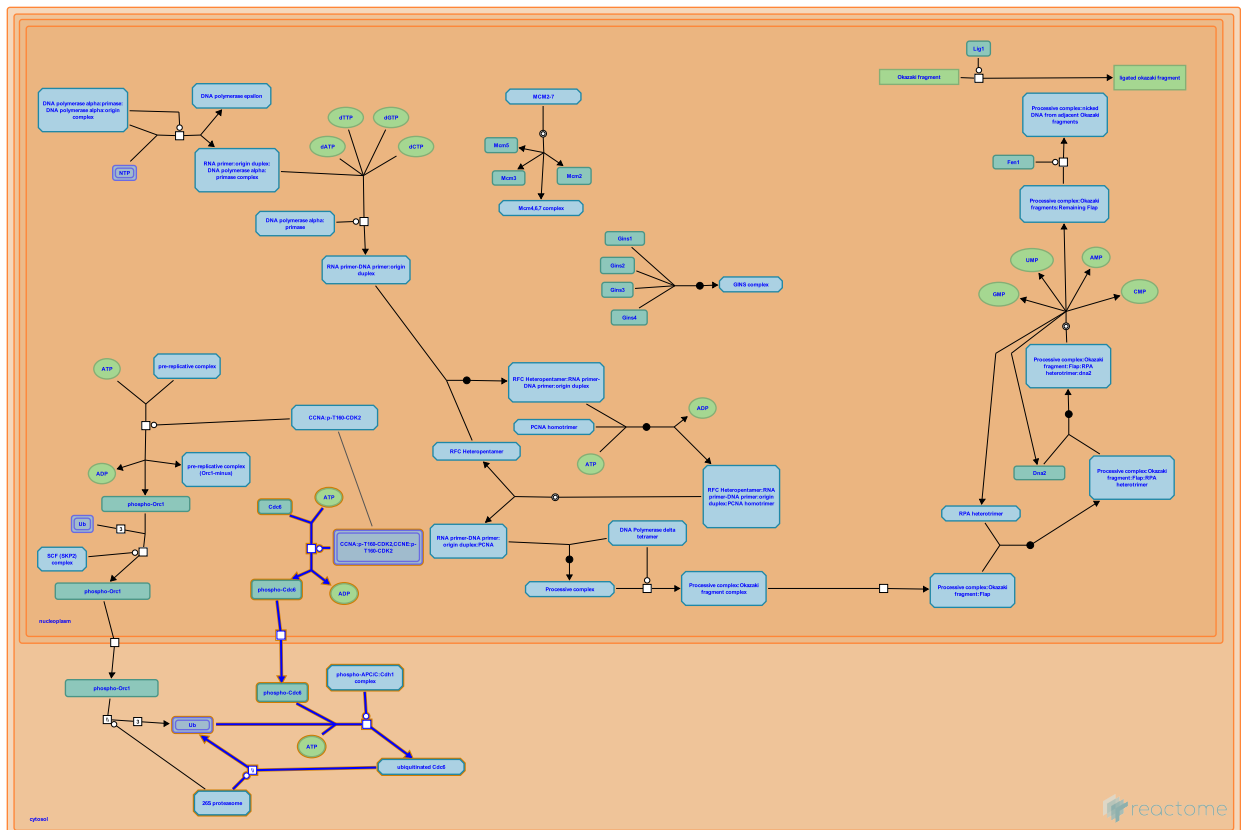 Lig1
Okazaki fragment
ligated okazaki fragment
DNA polymerase epsilon
DNA polymerase alpha:primase:
DNA polymerase alpha:origin
complex
MCM2-7
Processive complex:nicked
DNA from adjacent Okazaki
fragments
dTTP
dGTP
dATP
dCTP
Mcm5
Mcm3
Mcm2
Mcm4,6,7 complex
NTP
RNA primer:origin duplex:
DNA polymerase alpha:
primase complex
Fen1
Processive complex:Okazaki
fragments:Remaining Flap
DNA polymerase alpha:
primase
RNA primer-DNA primer:origin
duplex
Gins1
Gins2
Gins3
Gins4
GINS complex
UMP
AMP
GMP
CMP
Processive complex:Okazaki
fragment:Flap:RPA
heterotrimer:dna2
ATP
pre-replicative complex
RFC Heteropentamer:RNA primer-
DNA primer:origin duplex
ADP
CCNA:p-T160-CDK2
PCNA homotrimer
RFC Heteropentamer
ATP
ADP
pre-replicative complex
(Orc1-minus)
Dna2
Processive complex:Okazaki
fragment:Flap:RPA
heterotrimer
RFC Heteropentamer:RNA
primer-DNA primer:origin
duplex:PCNA homotrimer
phospho-Orc1
Cdc6
ATP
RPA heterotrimer
Ub
3
CCNA:p-T160-CDK2,CCNE:p-
T160-CDK2
RNA primer-DNA primer:
origin duplex:PCNA
DNA Polymerase delta
tetramer
SCF (SKP2)
complex
phospho-Orc1
phospho-Cdc6
ADP
Processive complex
Processive complex:Okazaki
fragment complex
Processive complex:Okazaki
fragment:Flap
nucleoplasm
phospho-Orc1
phospho-Cdc6
phospho-APC/C:Cdh1
complex
3
Ub
ATP
ubiquitinated Cdc6
26S proteasome
cytosol
reactome